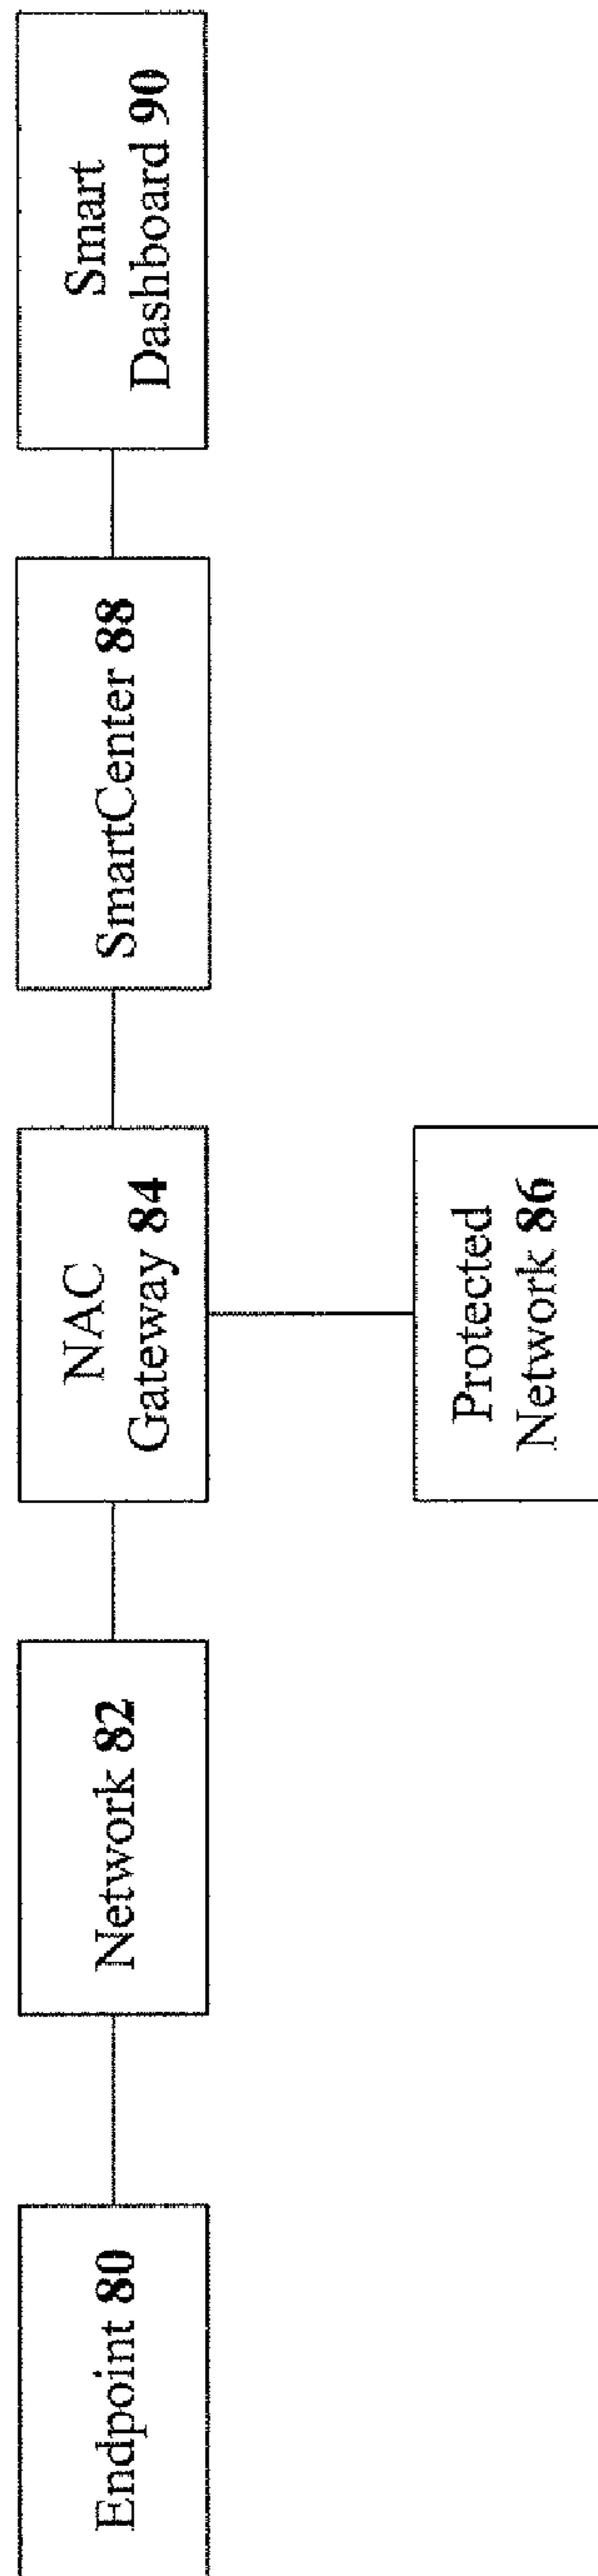 Endpoint 80
Network 82
NAC
Gateway 84
SmartCenter 88
Smart
Dashboard 90
Protected
Network 86